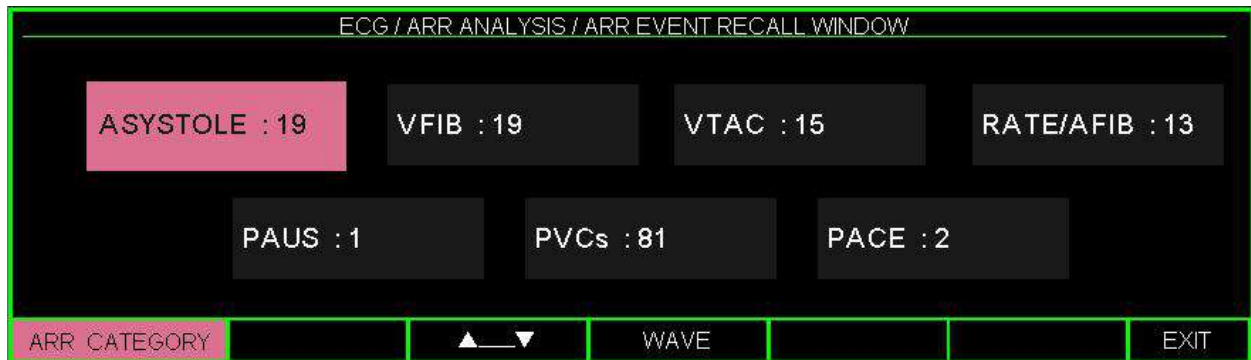 ECG / ARR ANALYSIS / ARR EVENT RECALL WINDOW
ASYSTOLE : 19 VFIB : 19 VTAC : 15 RATE/AFIB : 13
PAUS : 1 PVCs : 81 PACE : 2
ARR CATEGORY ▲__▼ WAVE EXIT